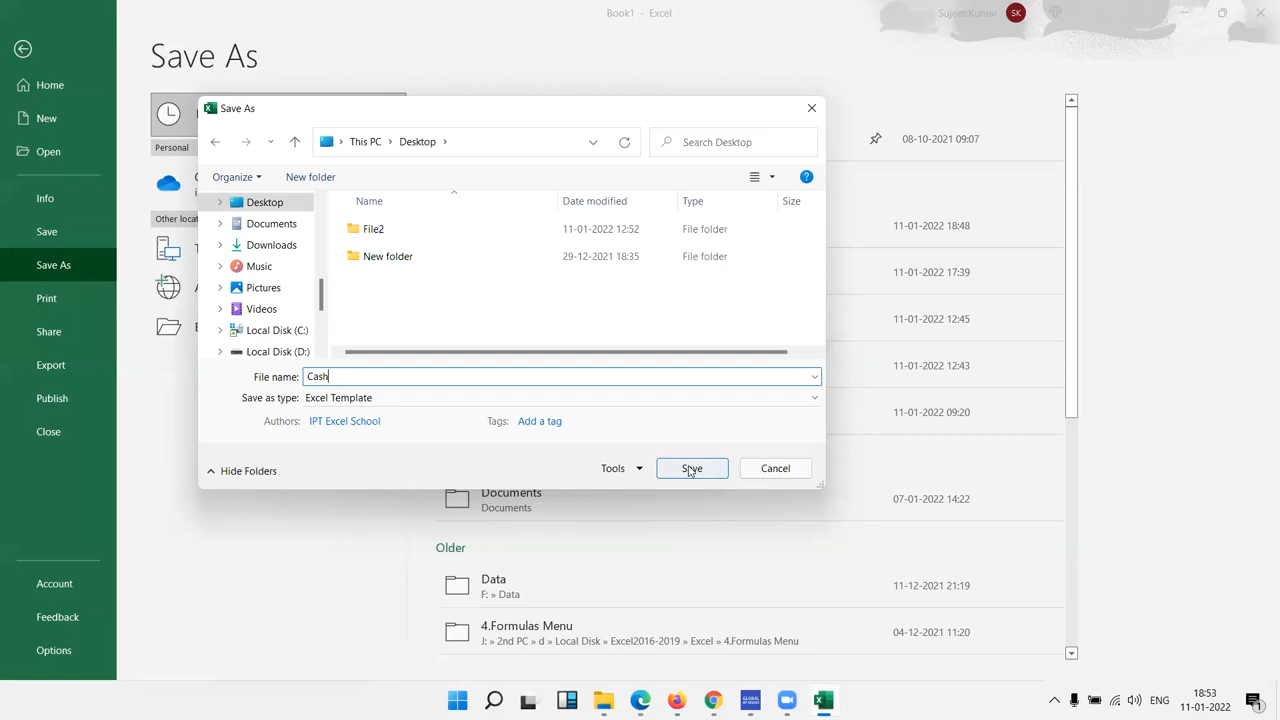 Book1 - Excel
Sujeet Kumar
SK
Save As
Home
New
Open
Info
Save
Save As
Print
Share
Export
Publish
Close
Account
Feedback
Options
Personal
Other locat
Save As
This PC > Desktop >
Search Desktop
Organize
New folder
Desktop
Documents
Downloads
Music
Pictures
Videos
Local Disk (C:)
Local Disk (D:)
Name Date modified Type Size
File2 11-01-2022 12:52 File folder
New folder 29-12-2021 18:35 File folder
File name: Cash
Save as type: Excel Template
Authors: IPT Excel School Tags: Add a tag
Hide Folders
Tools
Save
Cancel
08-10-2021 09:07
11-01-2022 18:48
11-01-2022 17:39
11-01-2022 12:45
11-01-2022 12:43
11-01-2022 09:20
Documents
Documents
07-01-2022 14:22
Older
Data
F: » Data
11-12-2021 21:19
4.Formulas Menu
J: » 2nd PC » d » Local Disk » Excel2016-2019 » Excel » 4.Formulas Menu
04-12-2021 11:20
ENG
18:53
11-01-2022
1